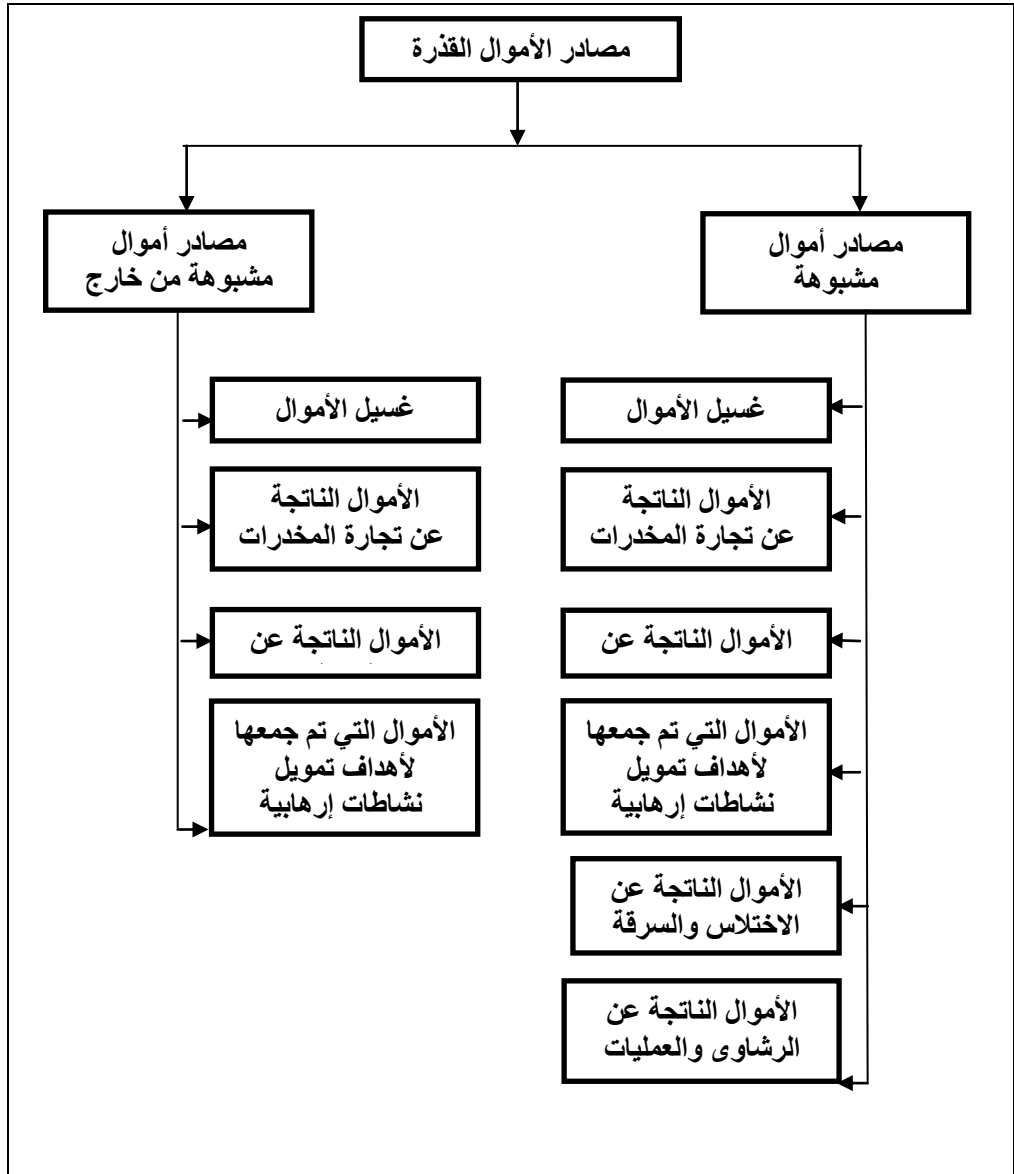 مصادر الأموال القذرة
مصادر أموال
مشبوهة
مصادر أموال
مشبوهة من خارج
غسيل الأموال
الأموال الناتجة
عن تجارة المخدرات
الأموال الناتجة عن
الأموال التي تم جمعها
لأهداف تمويل
نشاطات إرهابية
الأموال الناتجة عن
الاختلاس والسرقة
الأموال الناتجة عن
الرشاوى والعمليات
غسيل الأموال
الأموال الناتجة
عن تجارة المخدرات
الأموال الناتجة عن
الأموال التي تم جمعها
لأهداف تمويل
نشاطات إرهابية